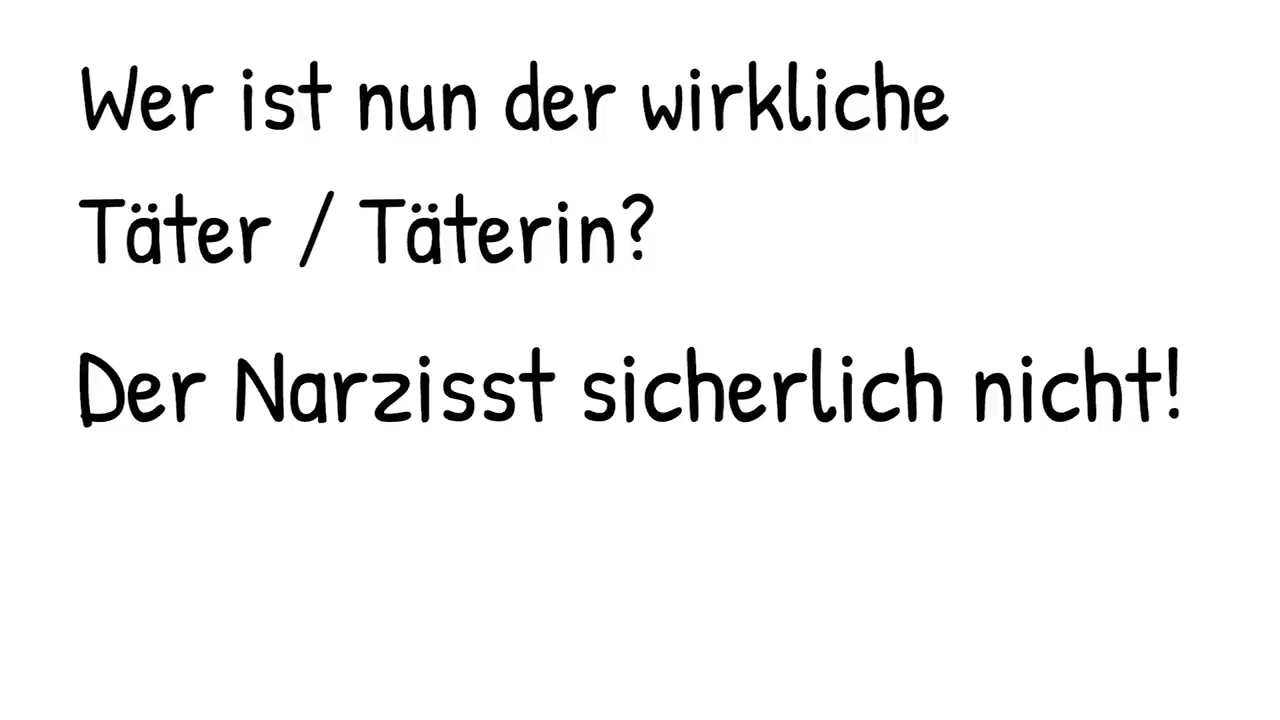 Wer ist nun der wirkliche
Täter / Täterin?
Der Narzisst sicherlich nicht!